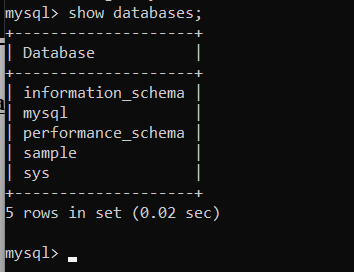 mysql> show databases;
+--------------------+
| Database           |
+--------------------+
| information_schema |
| mysql              |
| performance_schema |
| sample             |
| sys                |
+--------------------+
5 rows in set (0.02 sec)
mysql>